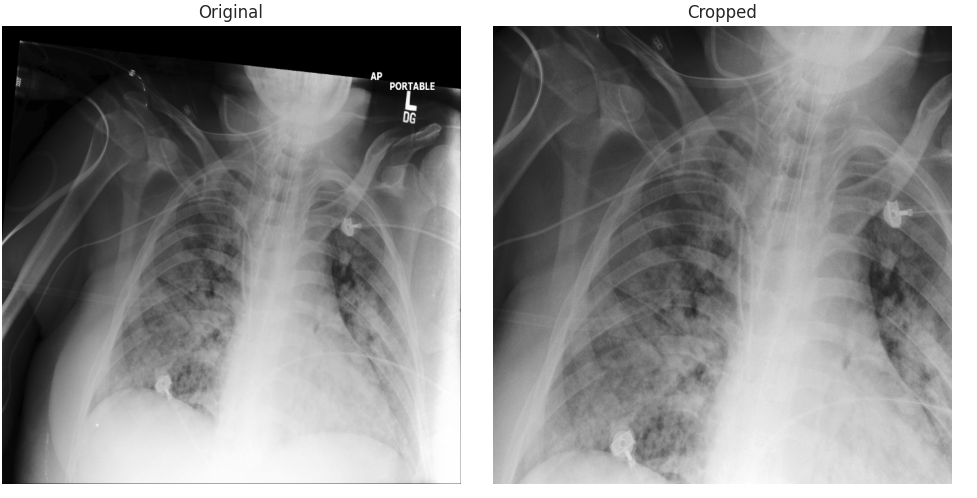 Original
Cropped
AP
PORTABLE
L
DG